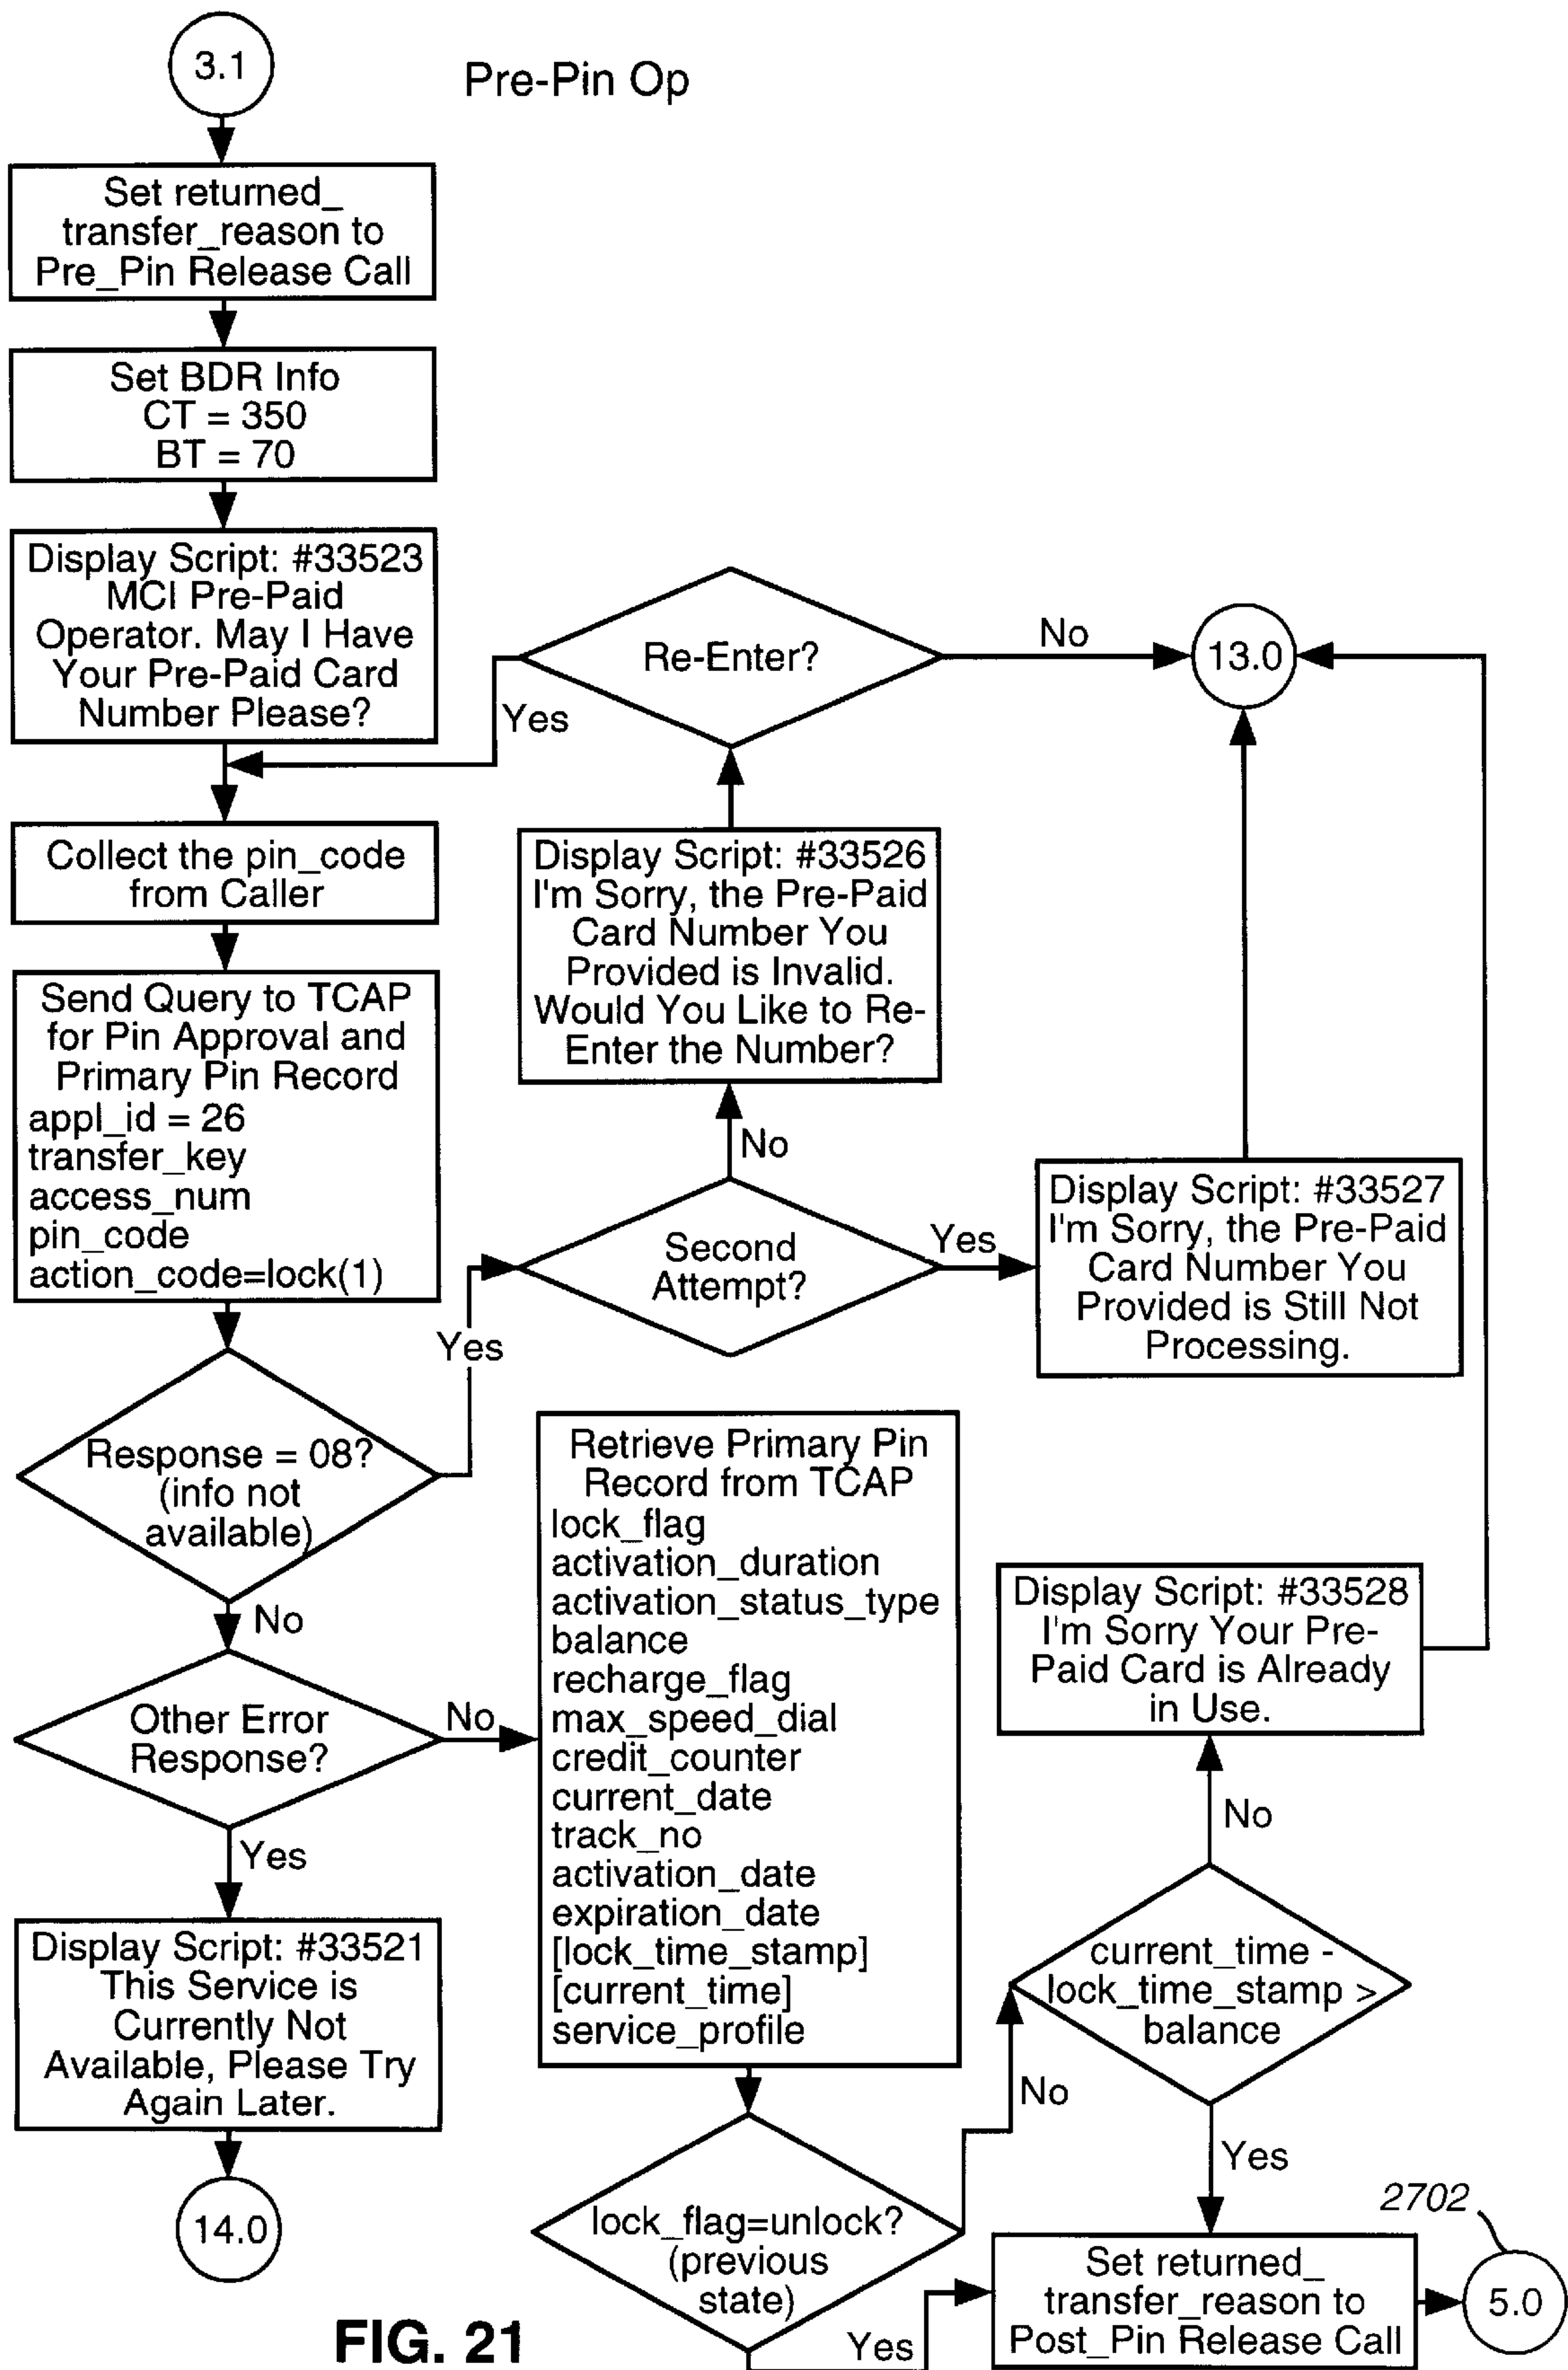 3.1
Pre-Pin Op
Set returned_
transfer_reason to
Pre_Pin Release Call
Set BDR Info
CT = 350
BT = 70
Display Script: #33523
MCI Pre-Paid
Operator. May I Have
Your Pre-Paid Card
Number Please?
Re-Enter?
No
13.0
Yes
Collect the pin_code
from Caller
Display Script: #33526
I'm Sorry, the Pre-Paid
Card Number You
Provided is Invalid.
Would You Like to Re-
Enter the Number?
Send Query to TCAP
for Pin Approval and
Primary Pin Record
appl_id = 26
transfer_key
access_num
pin_code
action_code=lock(1)
No
Second
Attempt?
Yes
Display Script: #33527
I'm Sorry, the Pre-Paid
Card Number You
Provided is Still Not
Processing.
Yes
Response = 08?
(info not
available)
No
Retrieve Primary Pin
Record from TCAP
lock_flag
activation_duration
activation_status_type
balance
recharge_flag
max_speed_dial
credit_counter
current_date
track_no
activation_date
expiration_date
[lock_time_stamp]
[current_time]
service_profile
Display Script: #33528
I'm Sorry Your Pre-
Paid Card is Already
in Use.
Other Error
Response?
No
No
Yes
current_time -
lock_time_stamp >
balance
Display Script: #33521
This Service is
Currently Not
Available, Please Try
Again Later.
No
Yes
14.0
lock_flag=unlock?
(previous
state)
Yes
Set returned_
transfer_reason to
Post_Pin Release Call
2702
5.0
FIG. 21